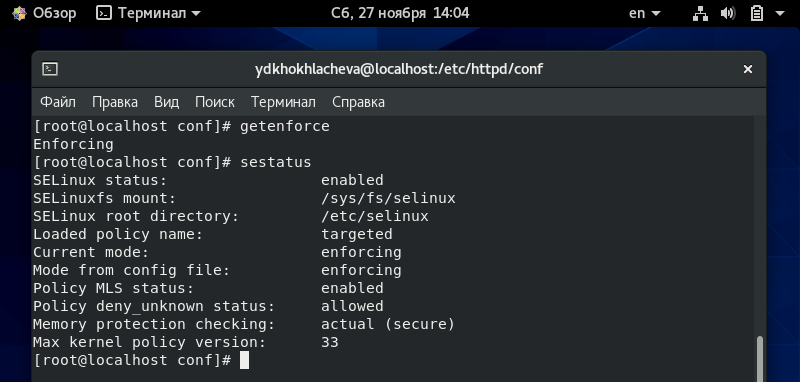 Обзор Терминал Сб, 27 ноября 14:04 en
ydkhokhlacheva@localhost:/etc/httpd/conf ×
Файл Правка Вид Поиск Терминал Справка
[root@localhost conf]# getenforce
Enforcing
[root@localhost conf]# sestatus
SELinux status: enabled
SELinuxfs mount: /sys/fs/selinux
SELinux root directory: /etc/selinux
Loaded policy name: targeted
Current mode: enforcing
Mode from config file: enforcing
Policy MLS status: enabled
Policy deny_unknown status: allowed
Memory protection checking: actual (secure)
Max kernel policy version: 33
[root@localhost conf]#